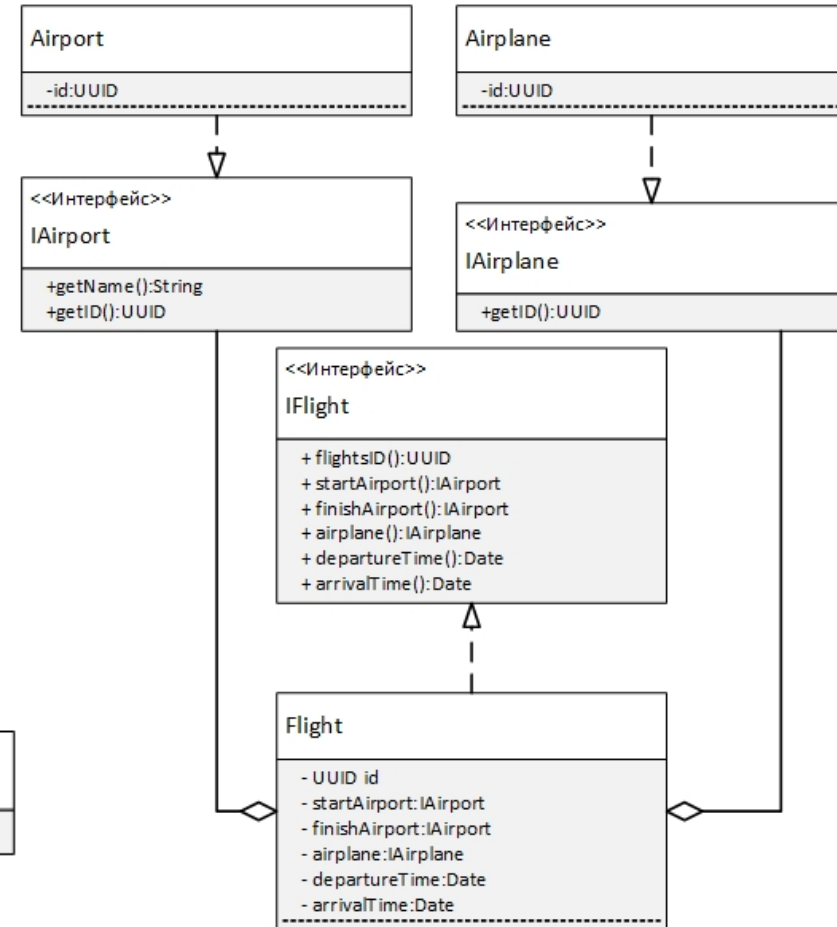 Airport
-id:UUID
Airplane
-id:UUID
<<Интерфейс>>
IAirport
+getName():String
+getID():UUID
<<Интерфейс>>
IAirplane
+getID():UUID
<<Интерфейс>>
IFlight
+ flightsID():UUID
+ startAirport():IAirport
+ finishAirport():IAirport
+ airplane():IAirplane
+ departureTime():Date
+ arrivalTime():Date
Flight
- UUID id
- startAirport:IAirport
- finishAirport:IAirport
- airplane:IAirplane
- departureTime:Date
- arrivalTime:Date